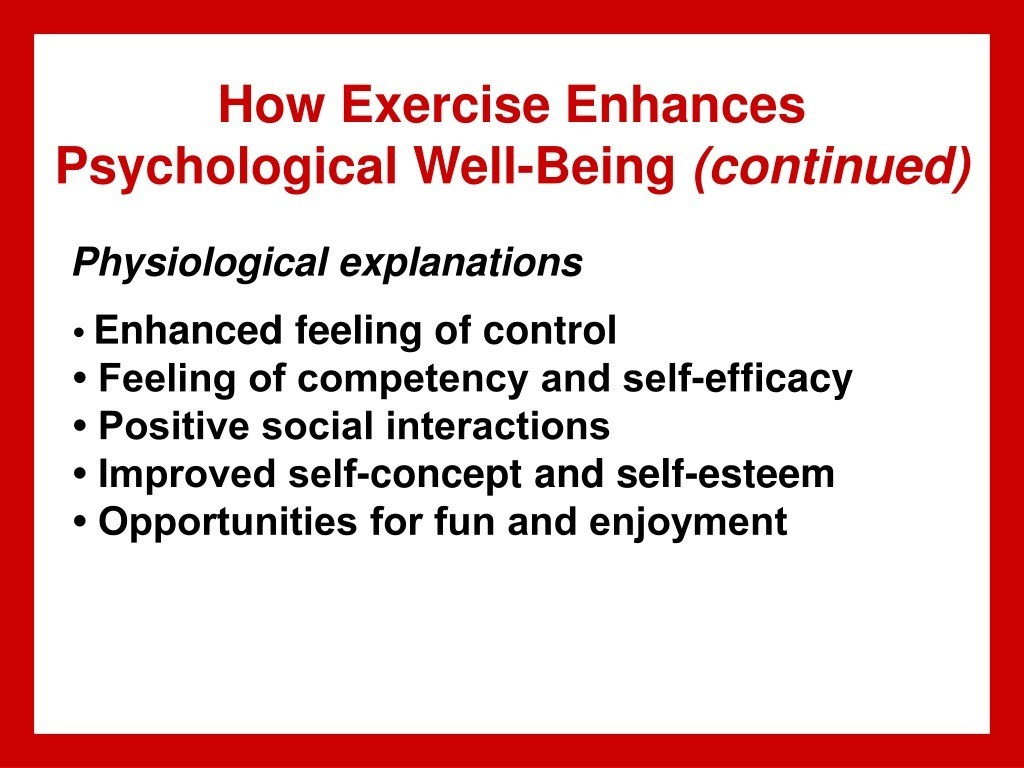 How Exercise Enhances
Psychological Well-Being (continued)
Physiological explanations
• Enhanced feeling of control
• Feeling of competency and self-efficacy
• Positive social interactions
• Improved self-concept and self-esteem
• Opportunities for fun and enjoyment